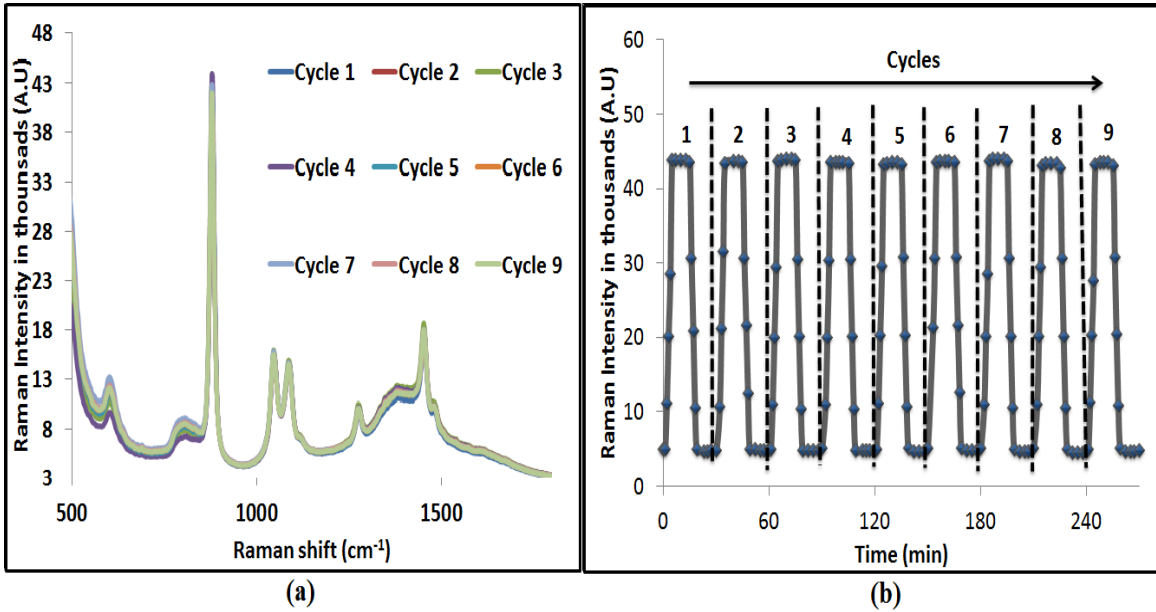 48
43
38
33
28
23
18
13
8
3
Raman Intensity in thounsads (A.U)
Cycle 1 Cycle 2 Cycle 3
Cycle 4 Cycle 5 Cycle 6
Cycle 7 Cycle 8 Cycle 9
500 1000 1500
Raman shift (cm-1)
(a)
60
50
40
30
20
10
0
Raman Intensity in thousands (A.U)
Cycles
1 2 3 4 5 6 7 8 9
0 60 120 180 240
Time (min)
(b)